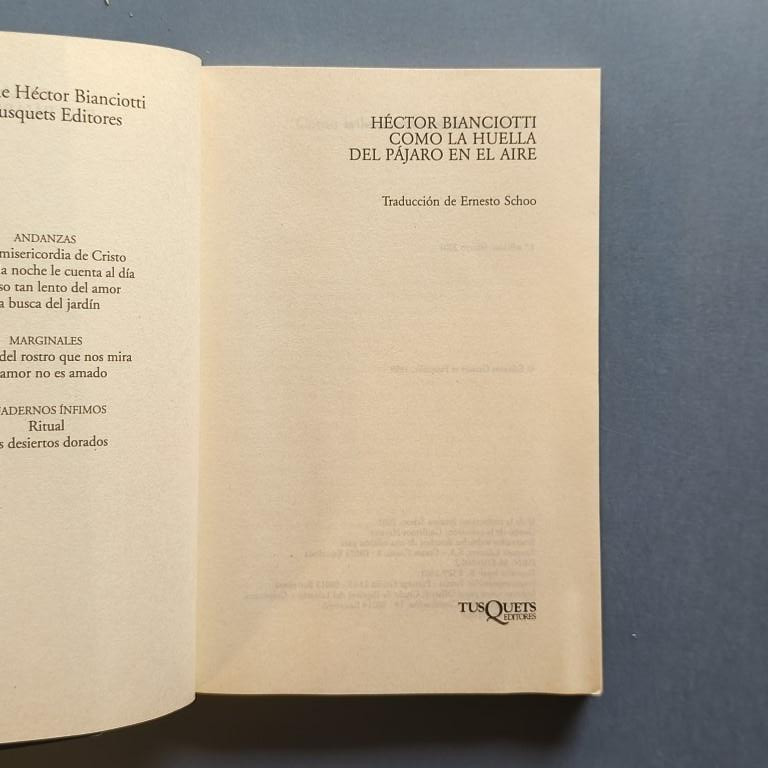 e Héctor Bianciotti
usquets Editores
ANDANZAS
misericordia de Cristo
a noche le cuenta al día
so tan lento del amor
a busca del jardín
MARGINALES
del rostro que nos mira
amor no es amado
ADERNOS ÍNFIMOS
Ritual
s desiertos dorados
HÉCTOR BIANCIOTTI
COMO LA HUELLA
DEL PÁJARO EN EL AIRE
Traducción de Ernesto Schoo
TUSQUETS
EDITORES